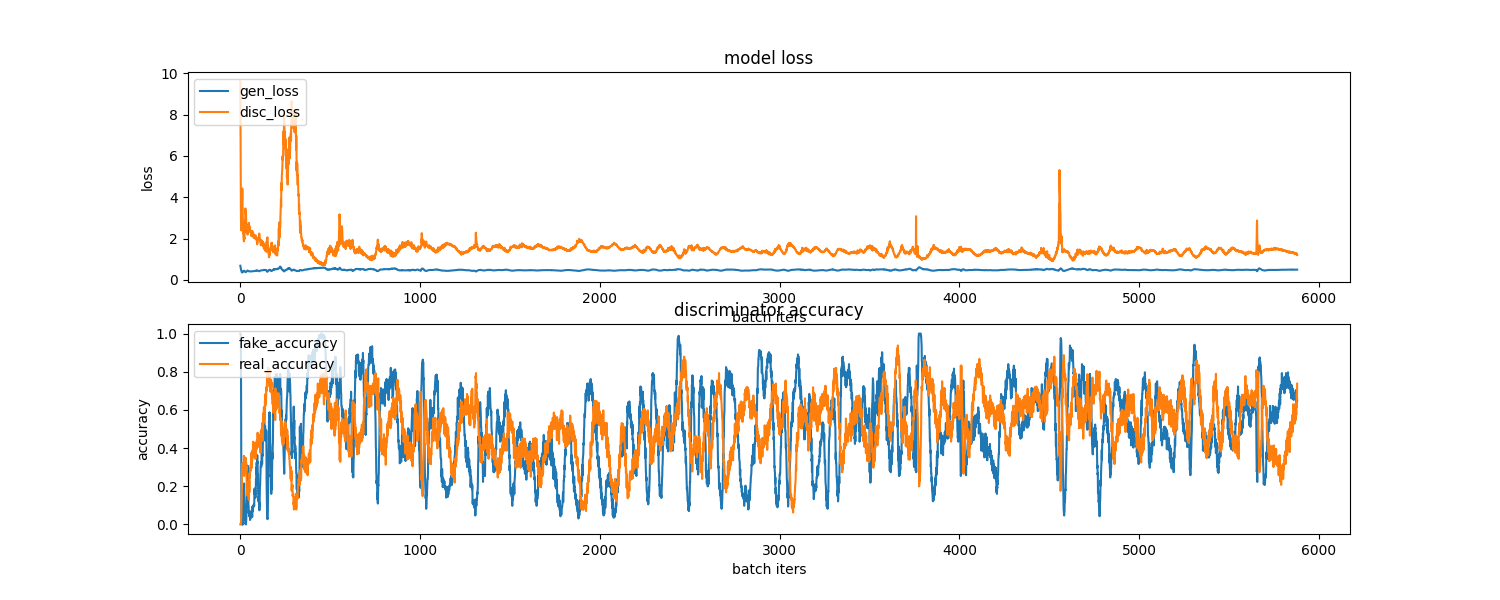 model loss
10
8
6
4
2
0
loss
gen_loss
disc_loss
0 1000 2000 3000 4000 5000 6000
batch iters
discriminator accuracy
1.0
0.8
0.6
0.4
0.2
0.0
accuracy
fake_accuracy
real_accuracy
0 1000 2000 3000 4000 5000 6000
batch iters